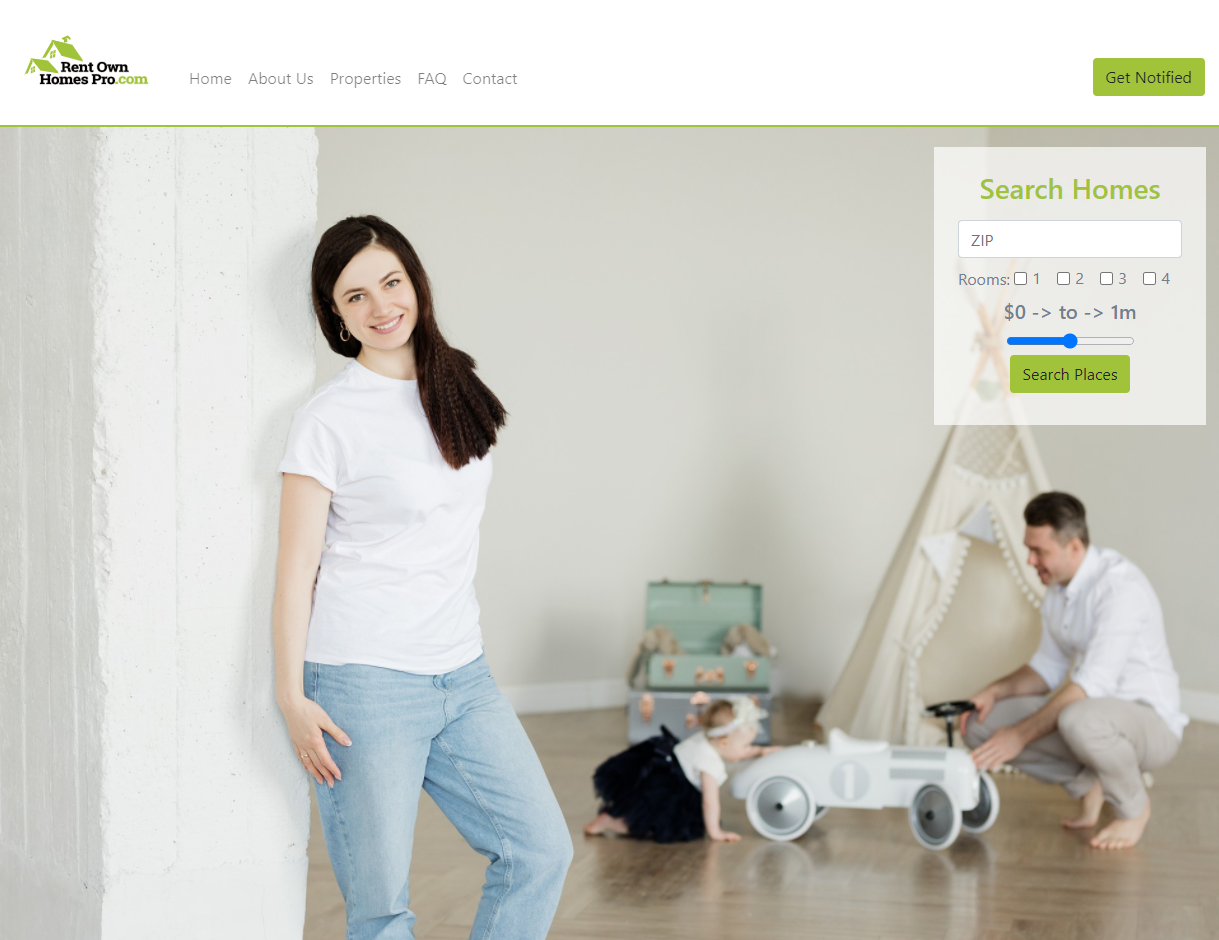 Rent Own
Homes Pro.com
Home About Us Properties FAQ Contact
Get Notified
Search Homes
ZIP
Rooms: 1 2 3 4
$0 -> to -> 1m
Search Places
1